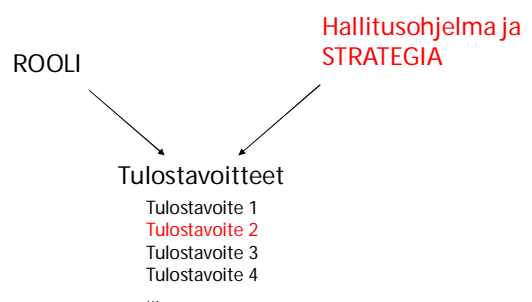 Hallitusohjelma ja
STRATEGIA
ROOLI
Tulostavoitteet
Tulostavoite 1
Tulostavoite 2
Tulostavoite 3
Tulostavoite 4
...